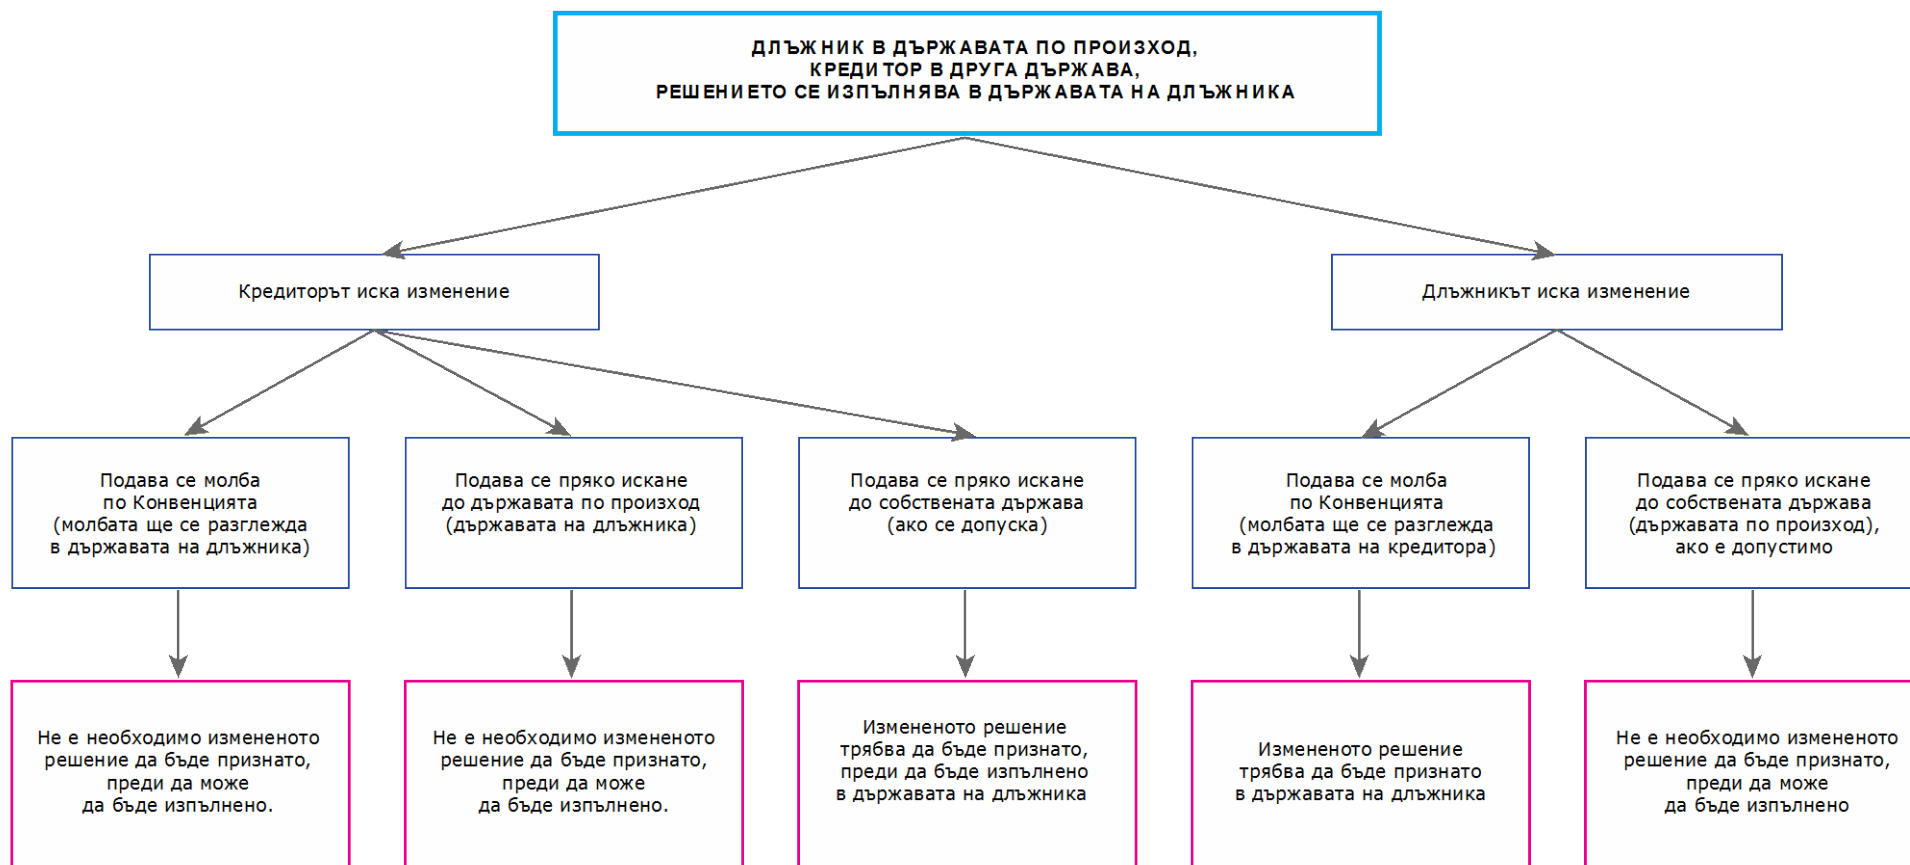 ДЛЪЖНИК В ДЪРЖАВАТА ПО ПРОИЗХОД,
КРЕДИТОР В ДРУГА ДЪРЖАВА,
РЕШЕНИЕТО СЕ ИЗПЪЛНЯВА В ДЪРЖАВАТА НА ДЛЪЖНИКА
Кредиторът иска изменение
Длъжникът иска изменение
Подава се молба
по Конвенцията
(молбата ще се разглежда
в държавата на длъжника)
Подава се пряко искане
до държавата по произход
(държавата на длъжника)
Подава се пряко искане
до собствената държава
(ако се допуска)
Подава се молба
по Конвенцията
(молбата ще се разглежда
в държавата на кредитора)
Подава се пряко искане
до собствената държава
(държавата по произход),
ако е допустимо
Не е необходимо измененото
решение да бъде признато,
преди да може
да бъде изпълнено.
Не е необходимо измененото
решение да бъде признато,
преди да може
да бъде изпълнено.
Измененото решение
трябва да бъде признато,
преди да бъде изпълнено
в държавата на длъжника
Измененото решение
трябва да бъде признато
в държавата на длъжника
Не е необходимо измененото
решение да бъде признато,
преди да може
да бъде изпълнено